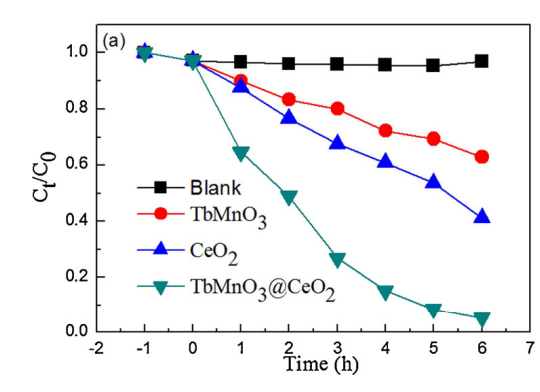 (a)
1.0
0.8
0.6
0.4
0.2
0.0
Cₜ/C₀
Blank
TbMnO₃
CeO₂
TbMnO₃@CeO₂
-2 -1 0 1 2 3 4 5 6 7
Time (h)